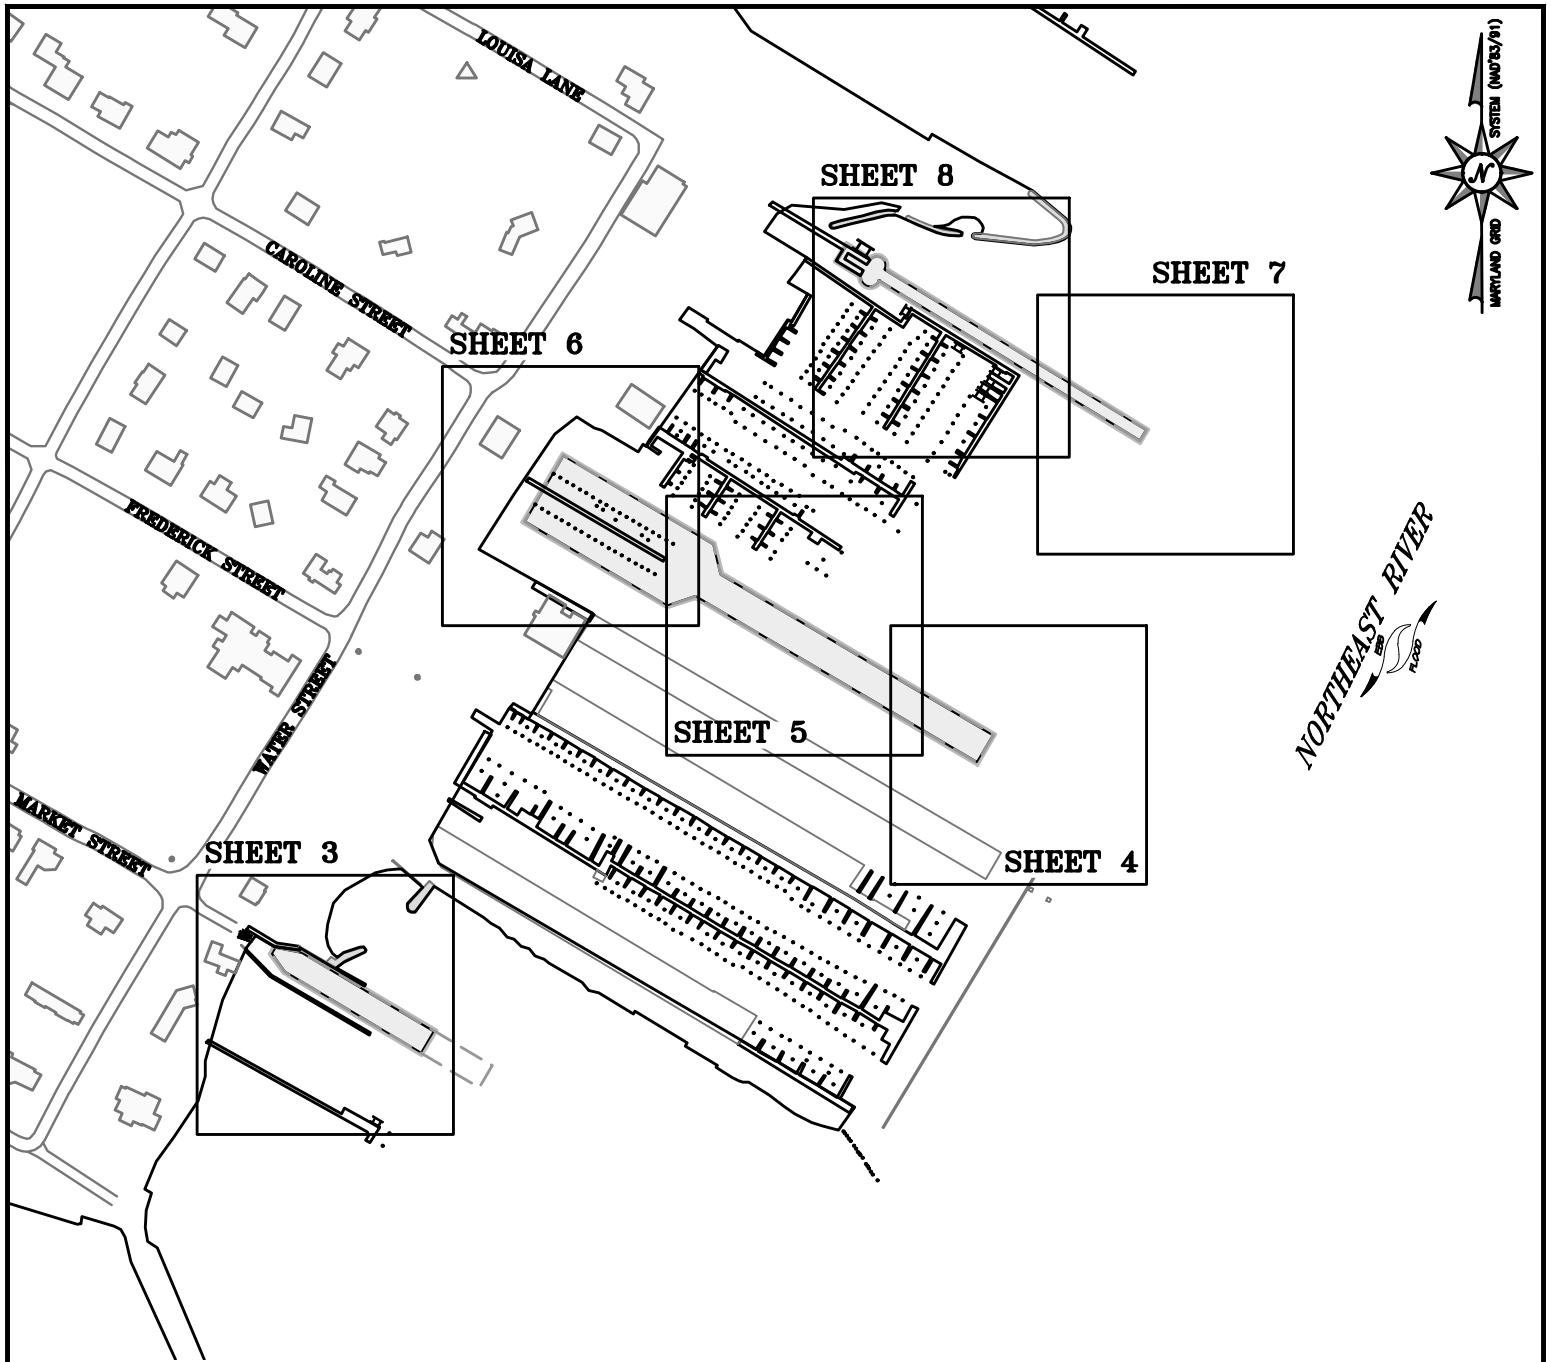 LOUISA LANE
SYSTEM (NAD'83/91)
N
MARYLAND GRID
SHEET 8
CAROLINE STREET
SHEET 7
SHEET 6
FREDERICK STREET
NORTHEAST RIVER
EBB
FLOOD
WATER STREET
SHEET 5
MARKET STREET
SHEET 3
SHEET 4